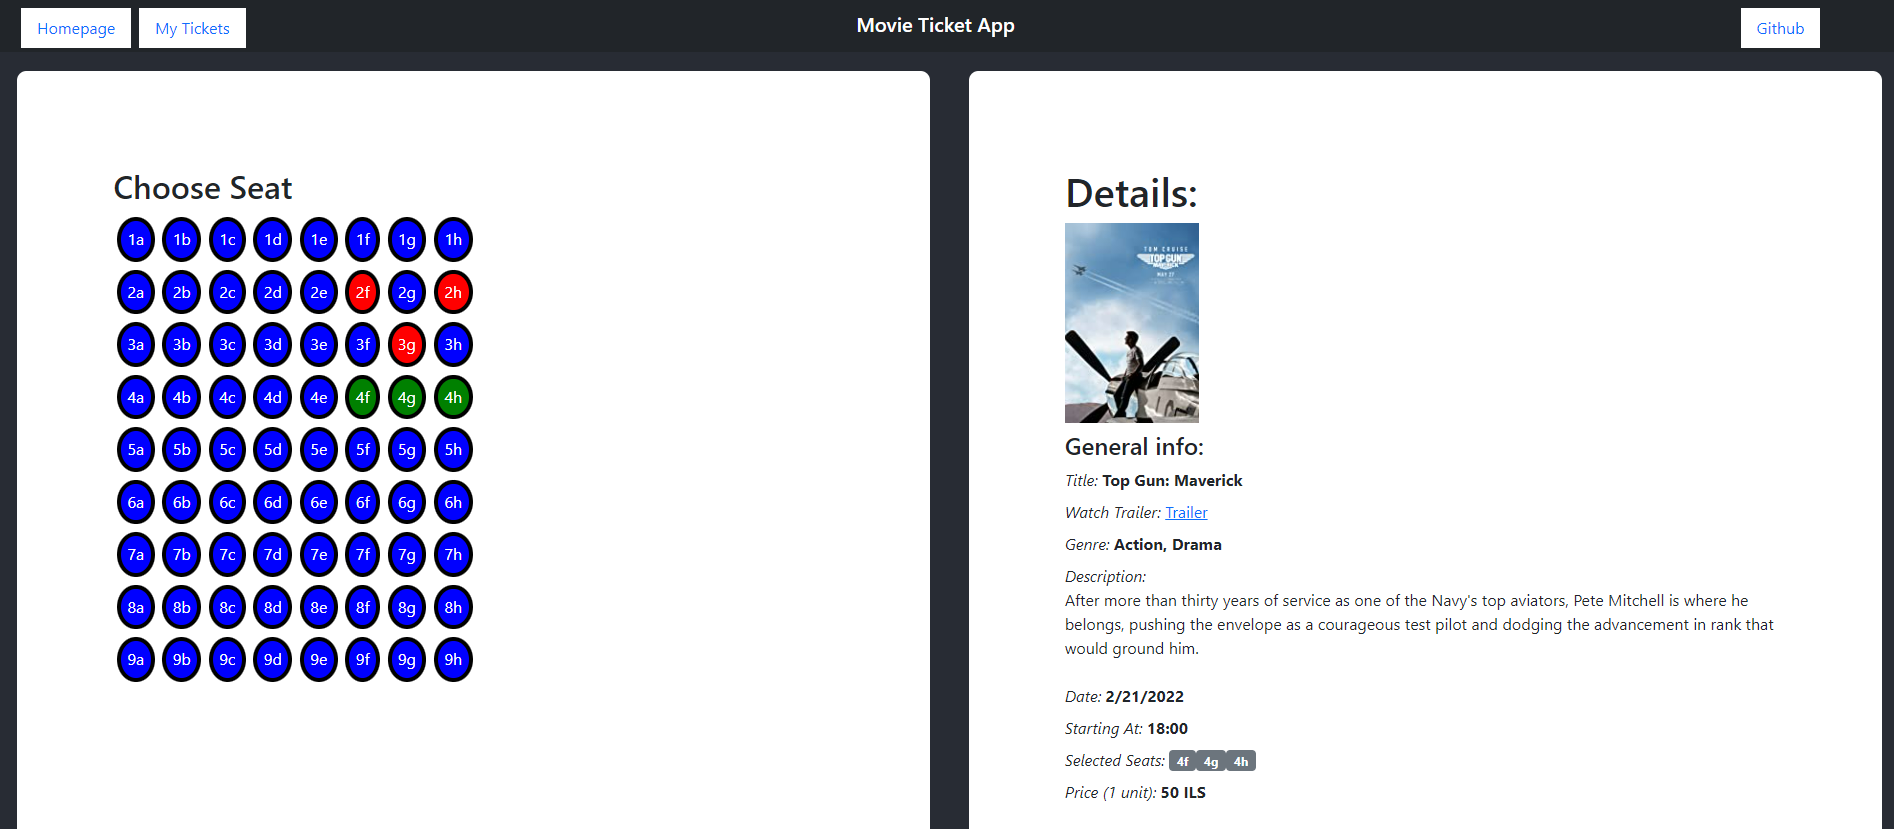 Homepage My Tickets Movie Ticket App Github
Choose Seat
1a 1b 1c 1d 1e 1f 1g 1h
2a 2b 2c 2d 2e 2f 2g 2h
3a 3b 3c 3d 3e 3f 3g 3h
4a 4b 4c 4d 4e 4f 4g 4h
5a 5b 5c 5d 5e 5f 5g 5h
6a 6b 6c 6d 6e 6f 6g 6h
7a 7b 7c 7d 7e 7f 7g 7h
8a 8b 8c 8d 8e 8f 8g 8h
9a 9b 9c 9d 9e 9f 9g 9h
Details:
TOM CRUISE
TOP GUN
MAVERICK
MAY 27
General info:
Title: Top Gun: Maverick
Watch Trailer: Trailer
Genre: Action, Drama
Description:
After more than thirty years of service as one of the Navy's top aviators, Pete Mitchell is where he
belongs, pushing the envelope as a courageous test pilot and dodging the advancement in rank that
would ground him.
Date: 2/21/2022
Starting At: 18:00
Selected Seats: 4f 4g 4h
Price (1 unit): 50 ILS